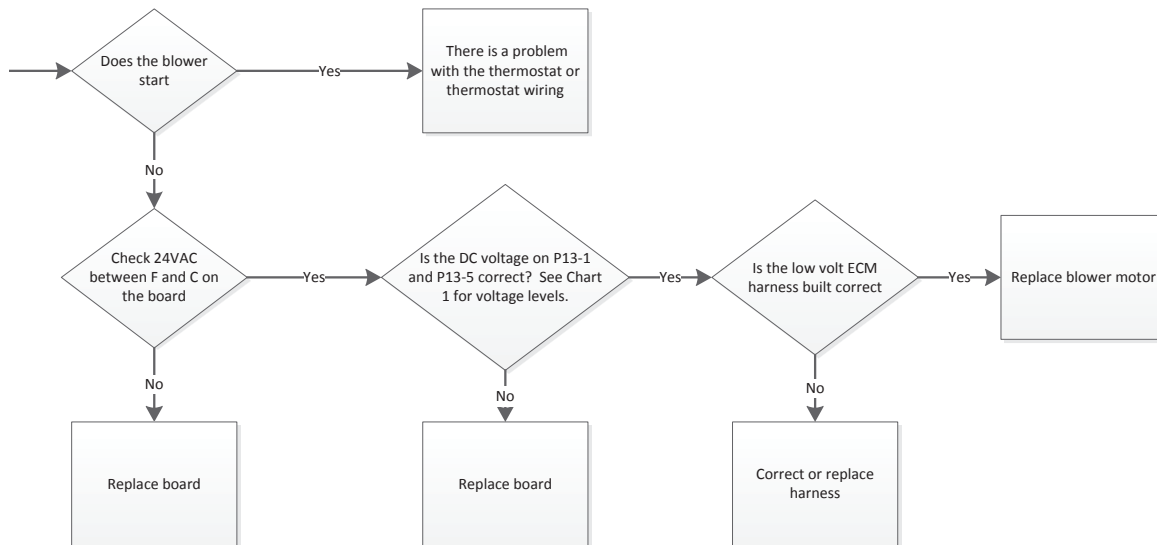 Does the blower
start
Yes
There is a problem
with the thermostat or
thermostat wiring
No
Check 24VAC
between F and C on
the board
Yes
Is the DC voltage on P13-1
and P13-5 correct?  See Chart
1 for voltage levels.
Yes
Is the low volt ECM
harness built correct
Yes
Replace blower motor
No
No
No
Replace board
Replace board
Correct or replace
harness